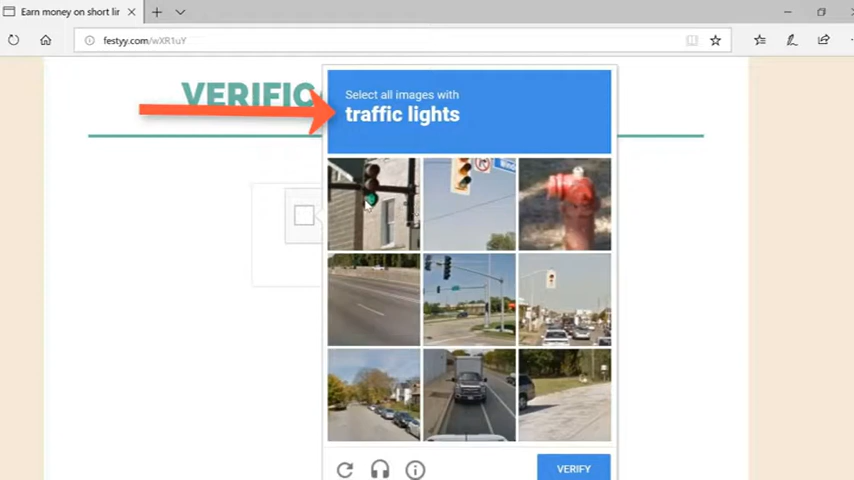 Earn money on short lir
festyy.com/wXR1uY
VERIFIC
Select all images with
traffic lights
VERIFY